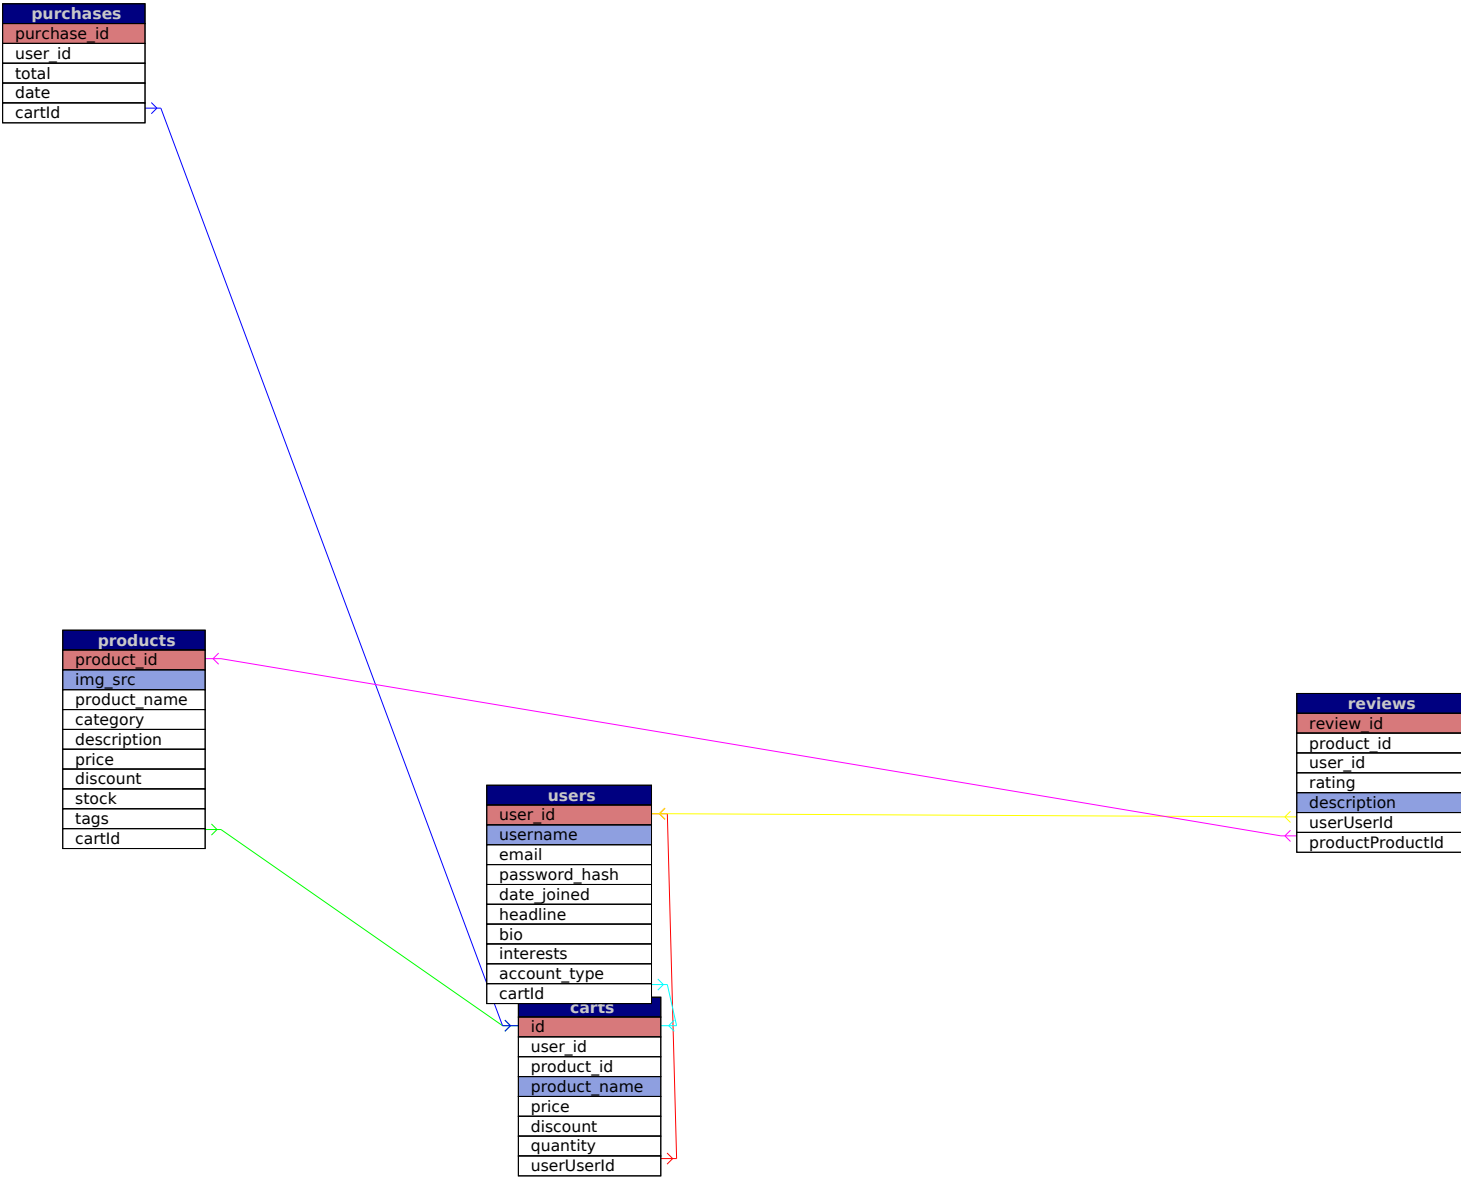 purchases
purchase_id
user_id
total
date
cartId
products
product_id
img_src
product_name
category
description
price
discount
stock
tags
cartId
users
user_id
username
email
password_hash
date_joined
headline
bio
interests
account_type
cartId
carts
id
user_id
product_id
product_name
price
discount
quantity
userUserId
reviews
review_id
product_id
user_id
rating
description
userUserId
productProductId